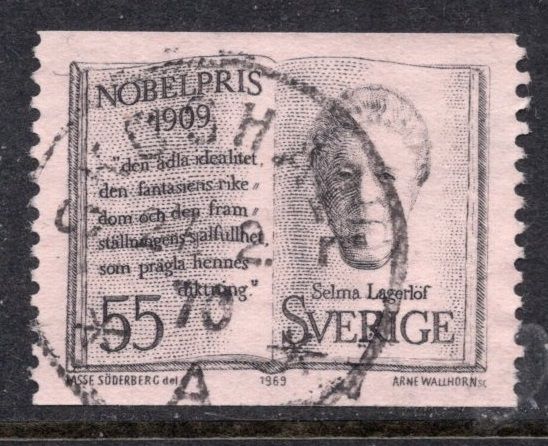 NOBELPRIS
1909
"den ädla idealitet,
den fantasiens rike
dom och den fram
ställningens själfullhet,
som prägla hennes
diktning."
55
Selma Lagerlöf
SVERIGE
LASSE SÖDERBERG del
1969
ARNE WALLHORN SC
A